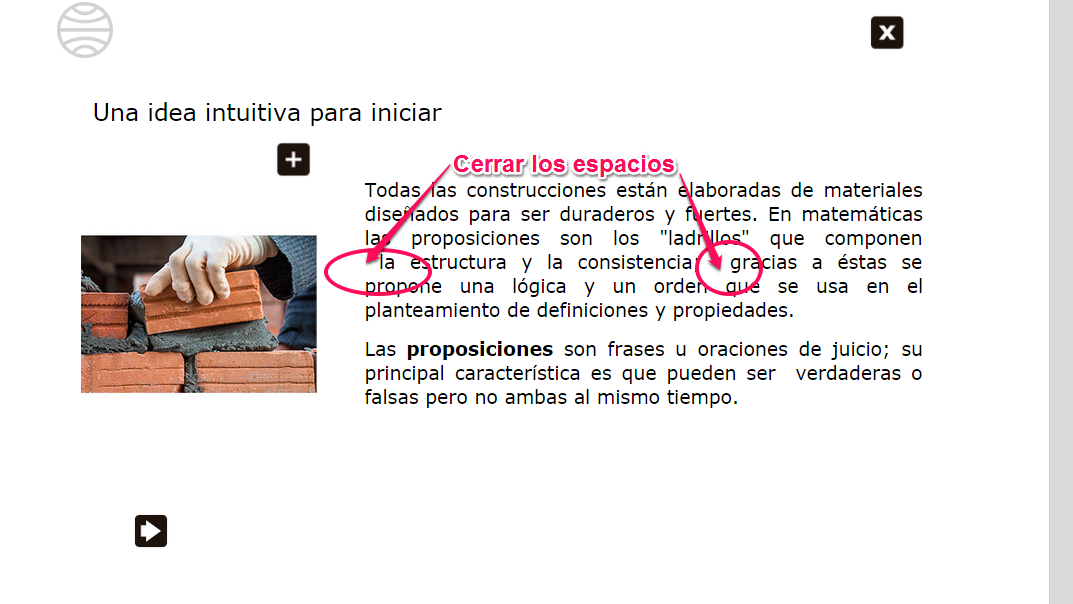 Una idea intuitiva para iniciar
Cerrar los espacios
Todas las construcciones están elaboradas de materiales
diseñados para ser duraderos y fuertes. En matemáticas
las proposiciones son los "ladrillos" que componen
la estructura y la consistencia; gracias a éstas se
propone una lógica y un orden que se usa en el
planteamiento de definiciones y propiedades.
Las proposiciones son frases u oraciones de juicio; su
principal característica es que pueden ser verdaderas o
falsas pero no ambas al mismo tiempo.